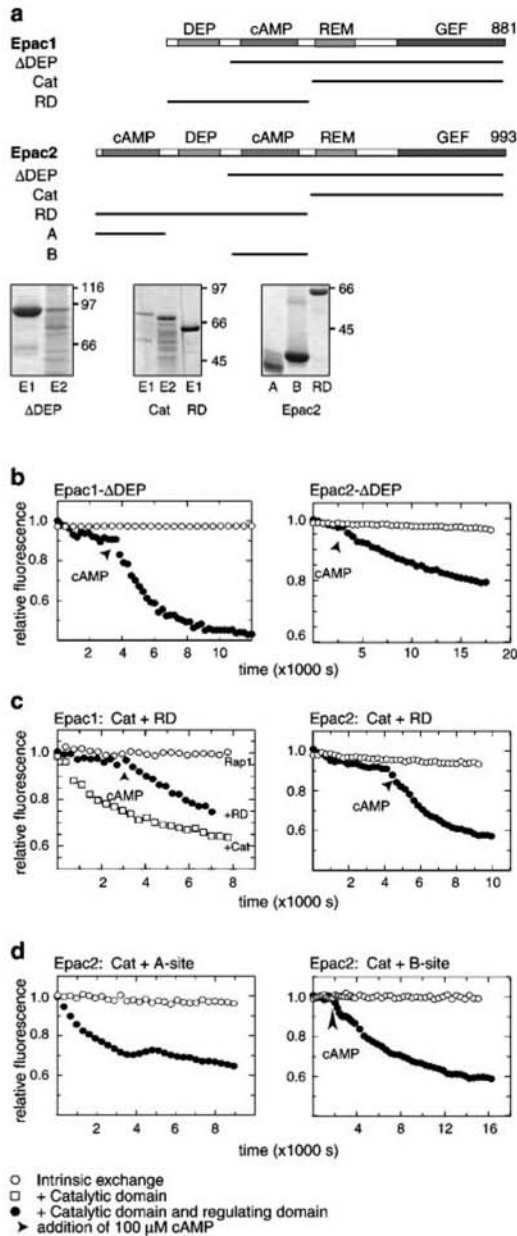 a
DEP cAMP REM GEF 881
Epac1
ΔDEP
Cat
RD
cAMP DEP cAMP REM GEF 993
Epac2
ΔDEP
Cat
RD
A
B
116
97
66
E1 E2
ΔDEP
97
66
45
E1 E2 E1
Cat RD
66
45
A B RD
Epac2
b
Epac1-ΔDEP
relative fluorescence
1.0
0.8
0.6
cAMP
2 4 6 8 10
Epac2-ΔDEP
1.0
0.8
0.6
cAMP
5 10 15 20
time (x1000 s)
c
Epac1: Cat + RD
relative fluorescence
1.0
0.75
0.6
Rap1
cAMP
+RD
+Cat
2 4 6 8
Epac2: Cat + RD
1.0
0.8
0.6
cAMP
2 4 6 8 10
time (x1000 s)
d
Epac2: Cat + A-site
relative fluorescence
1.0
0.8
0.6
2 4 6 8
Epac2: Cat + B-site
1.0
0.8
0.6
cAMP
4 8 12 16
time (x1000 s)
○ Intrinsic exchange
□ + Catalytic domain
● + Catalytic domain and regulating domain
➤ addition of 100 μM cAMP